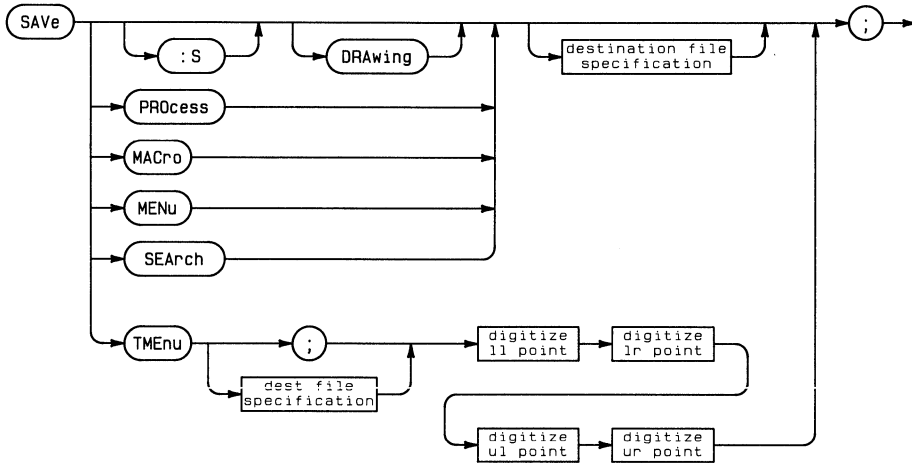 SAVe
:S
DRAwing
destination file
specification
;
PROcess
MACro
MENu
SEArch
TMEnu
;
dest file
specification
digitize
ll point
digitize
lr point
digitize
ul point
digitize
ur point